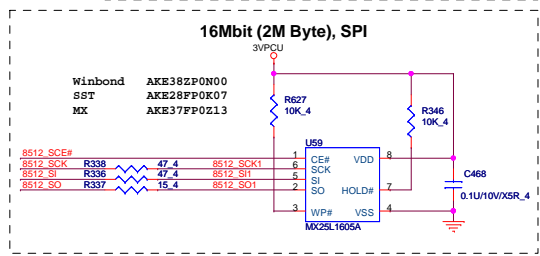 16Mbit (2M Byte), SPI
3VPCU
Winbond AKE38ZP0N00
SST AKE28FP0K07
MX AKE37FP0Z13
R627
10K_4
R346
10K_4
U59
8512_SCE# 1 CE# VDD 8
8512_SCK R338 47_4 8512_SCK1 6 SCK
8512_SI R336 47_4 8512_SI1 5 SI
8512_SO R337 15_4 8512_SO1 2 SO HOLD# 7
C468
0.1U/10V/X5R_4
3 WP# VSS 4
MX25L1605A